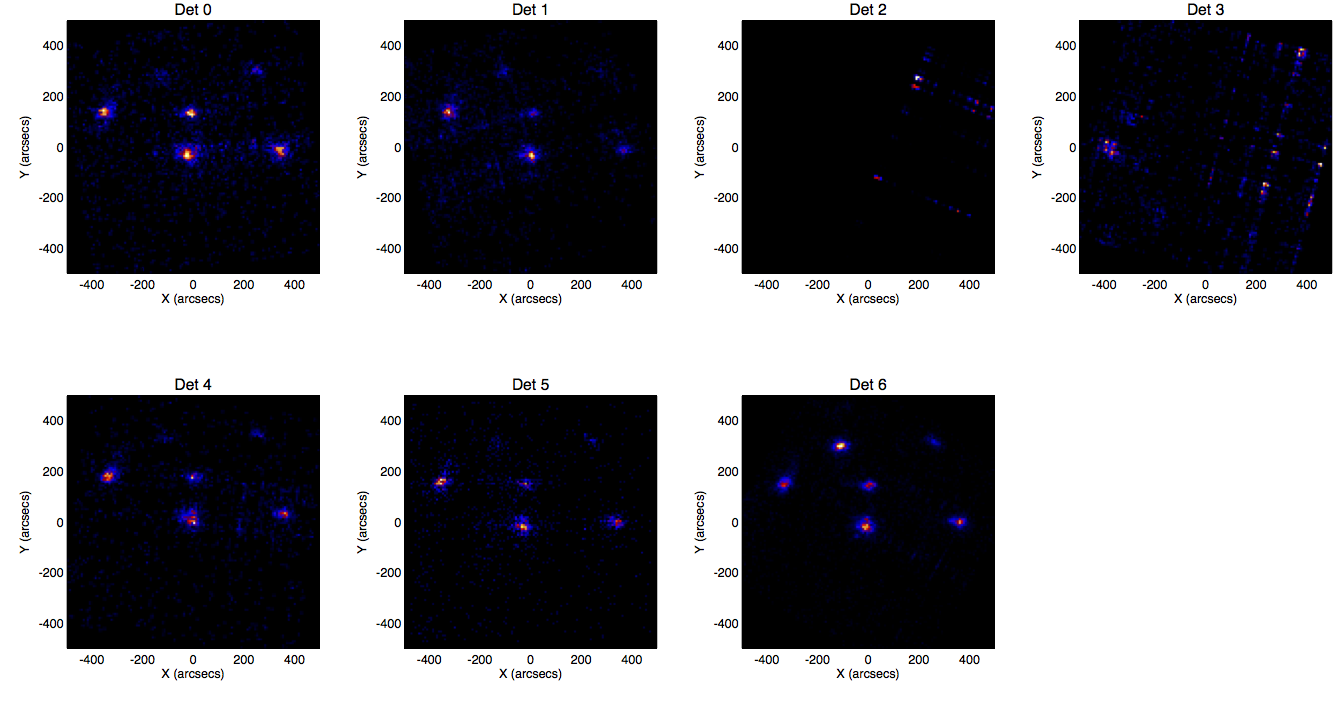 Det 0 Det 1 Det 2 Det 3
400 400 400 400
200 200 200 200
0 0 0 0
-200 -200 -200 -200
-400 -400 -400 -400
Y (arcsecs) Y (arcsecs) Y (arcsecs) Y (arcsecs)
-400 -200 0 200 400 -400 -200 0 200 400 -400 -200 0 200 400 -400 -200 0 200 400
X (arcsecs) X (arcsecs) X (arcsecs) X (arcsecs)
Det 4 Det 5 Det 6
400 400 400
200 200 200
0 0 0
-200 -200 -200
-400 -400 -400
Y (arcsecs) Y (arcsecs) Y (arcsecs)
-400 -200 0 200 400 -400 -200 0 200 400 -400 -200 0 200 400
X (arcsecs) X (arcsecs) X (arcsecs)